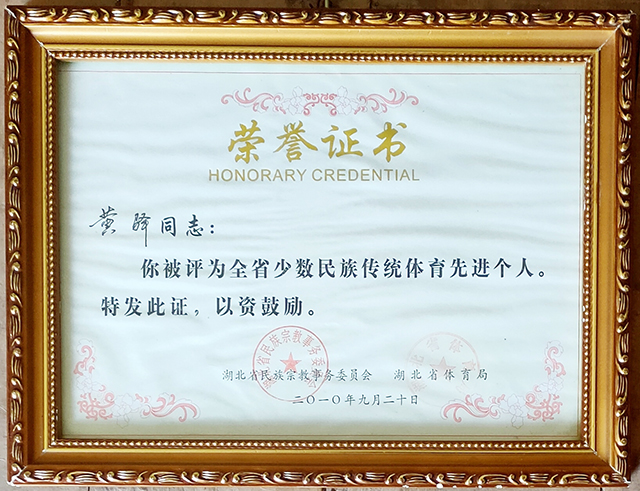 荣誉证书
HONORARY CREDENTIAL
黄驿同志：
你被评为全省少数民族传统体育先进个人。
特发此证，以资鼓励。
湖北省民族宗教事务委员会 湖北省体育局
二〇一〇年九月二十日